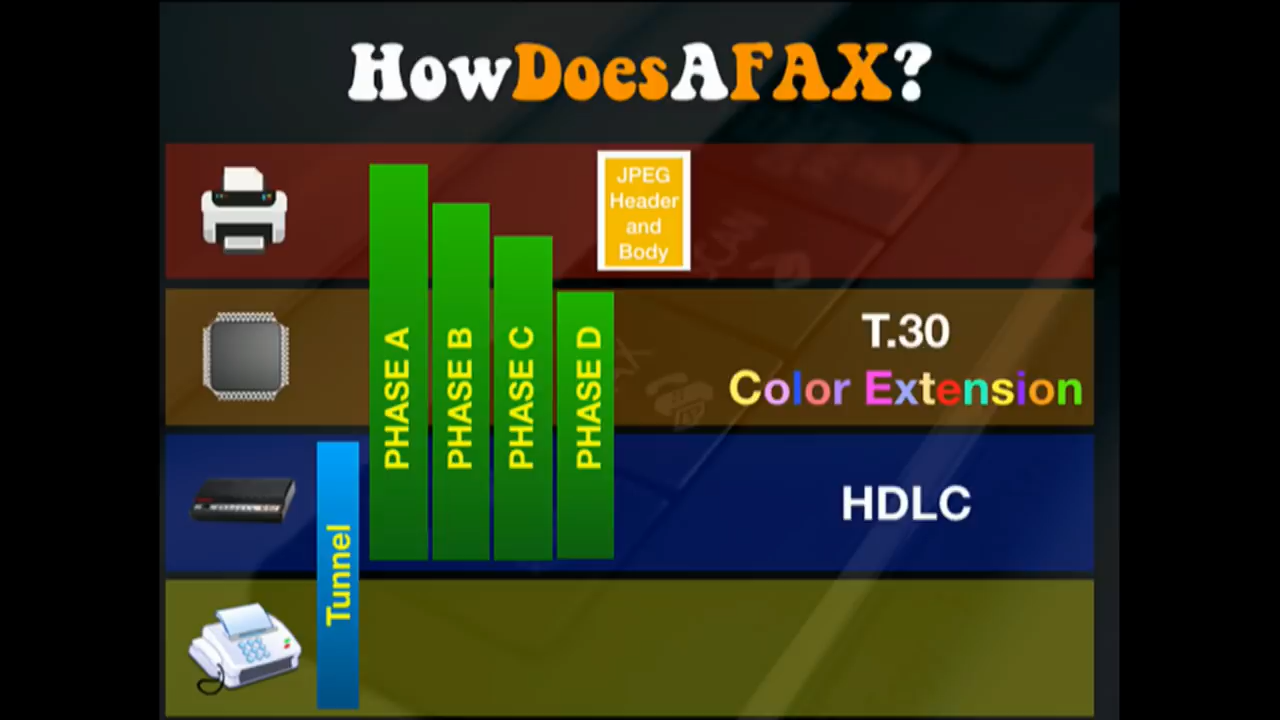 HowDoesAFAX?
JPEG
Header
and
Body
PHASE A
PHASE B
PHASE C
PHASE D
T.30
Color Extension
HDLC
Tunnel